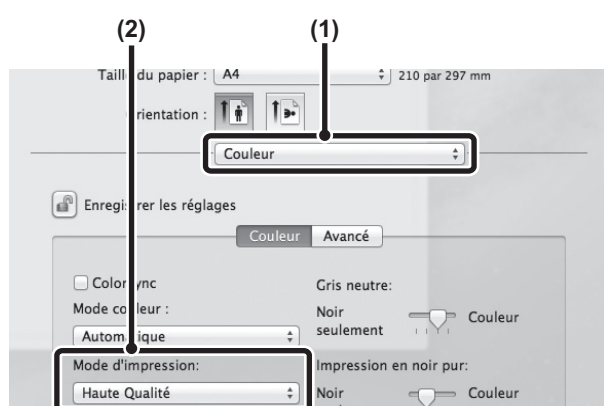 (2) (1)
Taille du papier : A4 210 par 297 mm
Orientation :
Couleur
Enregistrer les réglages
Couleur Avancé
ColorSync Gris neutre:
Mode couleur : Noir seulement Couleur
Automatique
Mode d'impression: Impression en noir pur:
Haute Qualité Noir Couleur